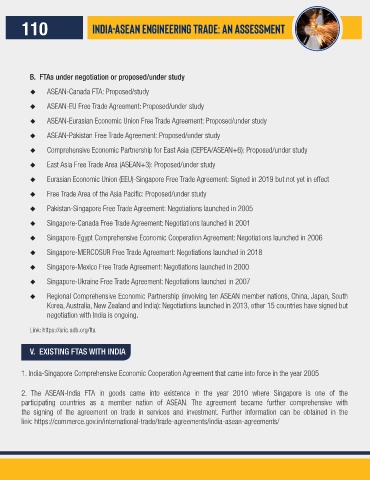 110
INDIA-ASEAN ENGINEERING TRADE: AN ASSESSMENT
B. FTAs under negotiation or proposed/under study
◆ ASEAN-Canada FTA: Proposed/study
◆ ASEAN-EU Free Trade Agreement: Proposed/under study
◆ ASEAN-Eurasian Economic Union Free Trade Agreement: Proposed/under study
◆ ASEAN-Pakistan Free Trade Agreement: Proposed/under study
◆ Comprehensive Economic Partnership for East Asia (CEPEA/ASEAN+6): Proposed/under study
◆ East Asia Free Trade Area (ASEAN+3): Proposed/under study
◆ Eurasian Economic Union (EEU)-Singapore Free Trade Agreement: Signed in 2019 but not yet in effect
◆ Free Trade Area of the Asia Pacific: Proposed/under study
◆ Pakistan-Singapore Free Trade Agreement: Negotiations launched in 2005
◆ Singapore-Canada Free Trade Agreement: Negotiations launched in 2001
◆ Singapore-Egypt Comprehensive Economic Cooperation Agreement: Negotiations launched in 2006
◆ Singapore-MERCOSUR Free Trade Agreement: Negotiations launched in 2018
◆ Singapore-Mexico Free Trade Agreement: Negotiations launched in 2000
◆ Singapore-Ukraine Free Trade Agreement: Negotiations launched in 2007
◆ Regional Comprehensive Economic Partnership (involving ten ASEAN member nations, China, Japan, South
Korea, Australia, New Zealand and India): Negotiations launched in 2013, other 15 countries have signed but
negotiation with India is ongoing.
Link: https://aric.adb.org/fta
V. EXISTING FTAS WITH INDIA
1. India-Singapore Comprehensive Economic Cooperation Agreement that came into force in the year 2005
2. The ASEAN-India FTA in goods came into existence in the year 2010 where Singapore is one of the
participating countries as a member nation of ASEAN. The agreement became further comprehensive with
the signing of the agreement on trade in services and investment. Further information can be obtained in the
link: https://commerce.gov.in/international-trade/trade-agreements/india-asean-agreements/